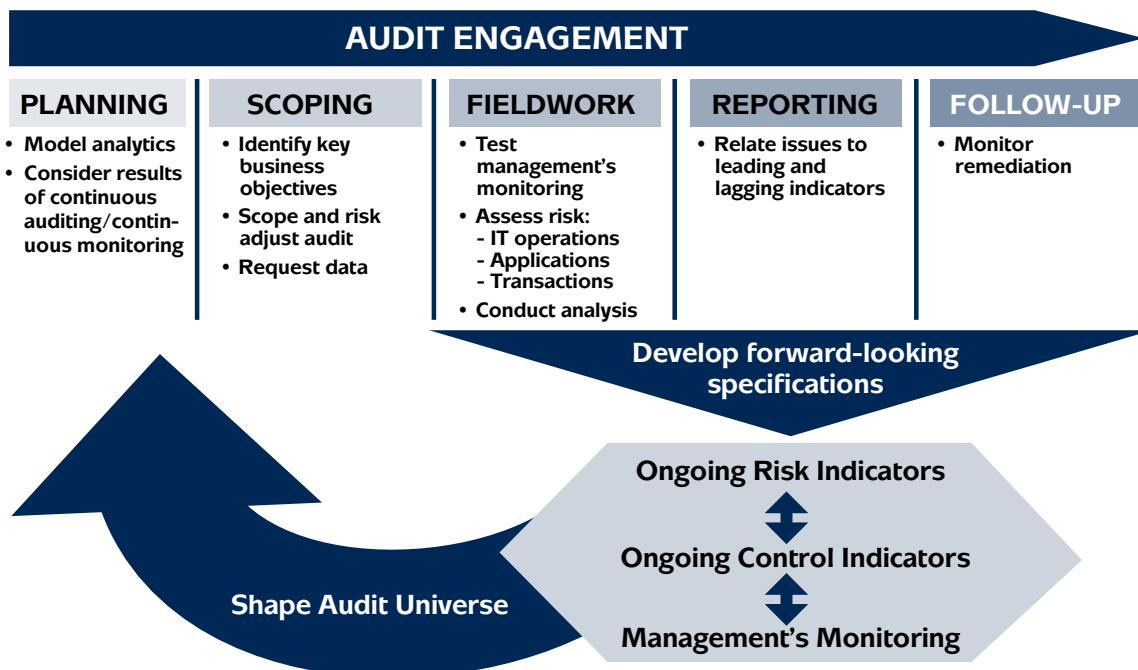 AUDIT ENGAGEMENT
PLANNING
• Model analytics
• Consider results
of continuous
auditing/contin-
uous monitoring
SCOPING
• Identify key
business
objectives
• Scope and risk
adjust audit
• Request data
FIELDWORK
• Test
management's
monitoring
• Assess risk:
- IT operations
- Applications
- Transactions
• Conduct analysis
REPORTING
• Relate issues to
leading and
lagging indicators
FOLLOW-UP
• Monitor
remediation
Develop forward-looking
specifications
Ongoing Risk Indicators
Ongoing Control Indicators
Management's Monitoring
Shape Audit Universe